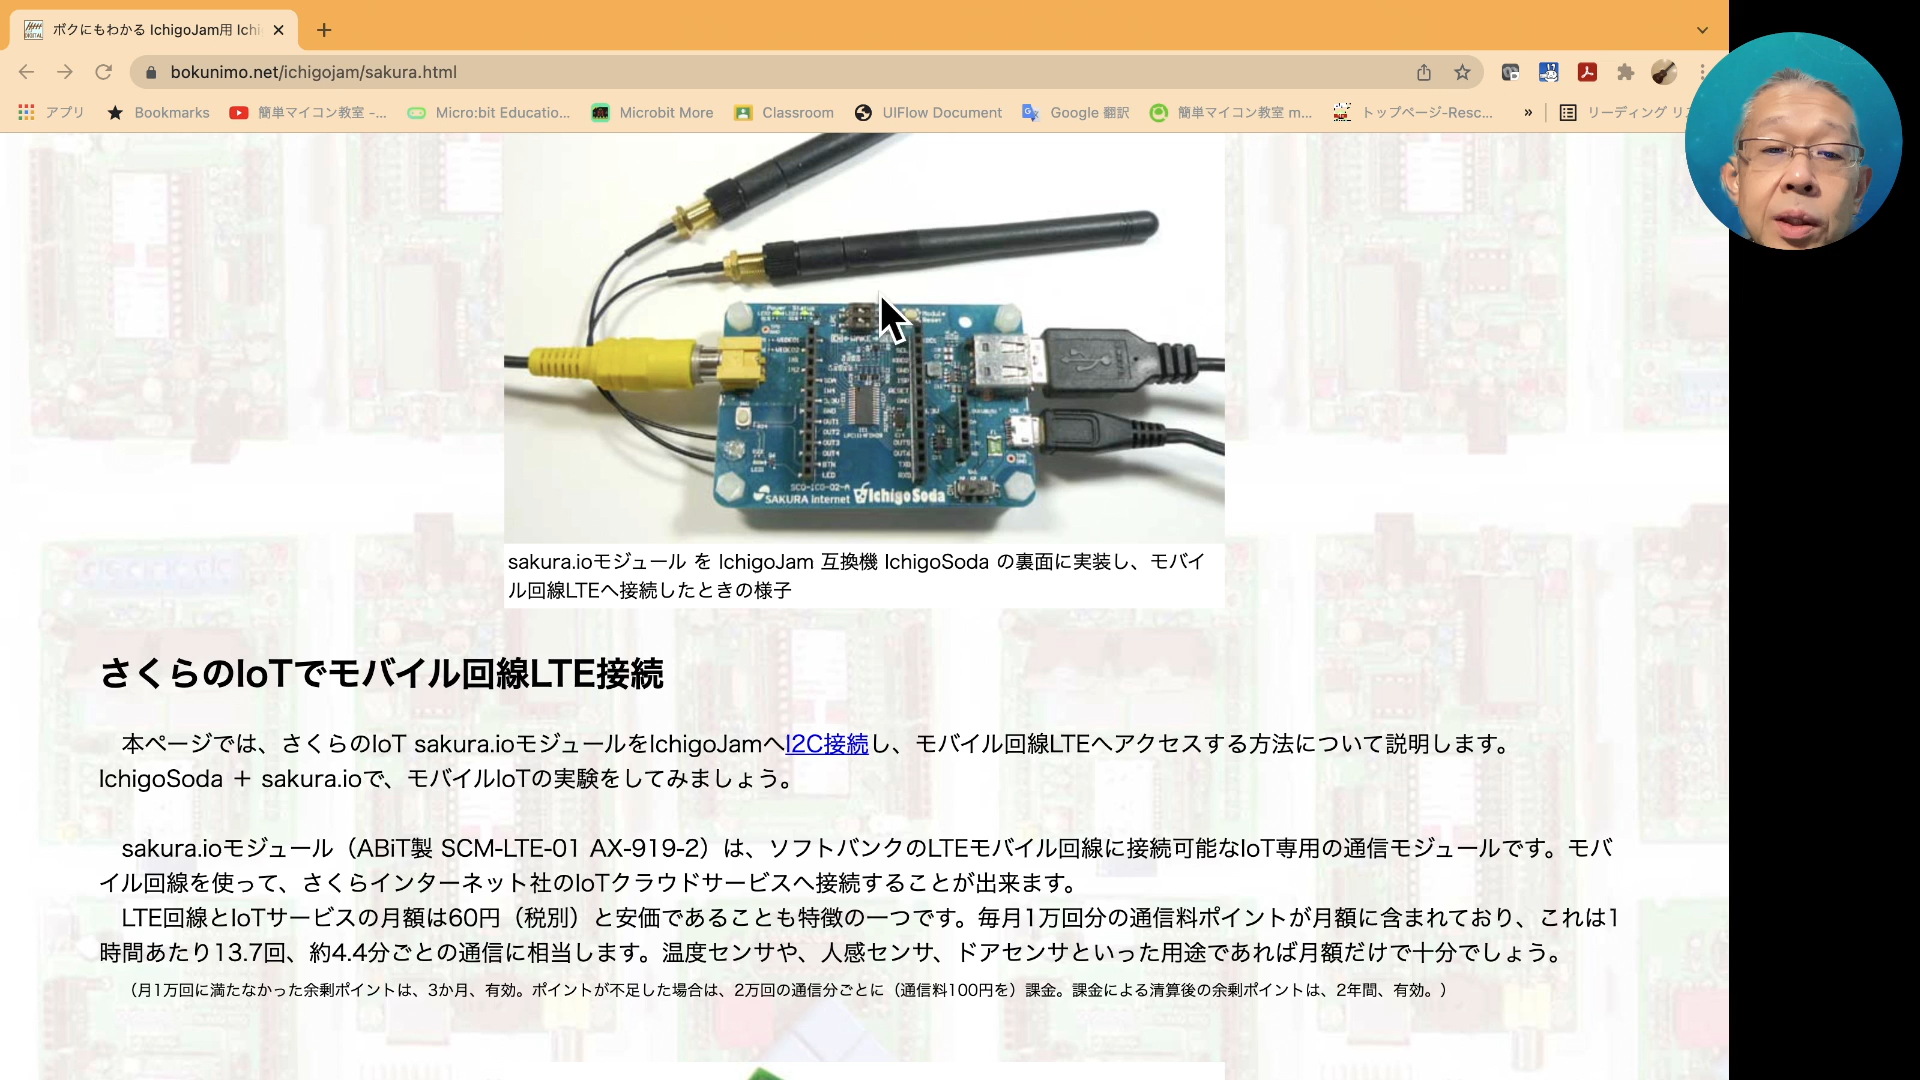 ボクにもわかる IchigoJam用 Ichi
bokunimo.net/ichigojam/sakura.html
アプリ Bookmarks 簡単マイコン教室 -... Micro:bit Educatio... Microbit More Classroom UIFlow Document Google 翻訳 簡単マイコン教室 m... トップページ-Resc... » リーディング リ
Power Status
SDA
3.3V
GND
OUT1
OUT2
OUT3
OUT4
BTN
LED
RESET
GND
TXD
RXD
SCO-ICO-02-A
SAKURA internet IchigoSoda
sakura.ioモジュール を IchigoJam 互換機 IchigoSoda の裏面に実装し、モバイ
ル回線LTEへ接続したときの様子
さくらのIoTでモバイル回線LTE接続
本ページでは、さくらのIoT sakura.ioモジュールをIchigoJamへI2C接続し、モバイル回線LTEへアクセスする方法について説明します。
IchigoSoda ＋ sakura.ioで、モバイルIoTの実験をしてみましょう。
sakura.ioモジュール（ABiT製 SCM-LTE-01 AX-919-2）は、ソフトバンクのLTEモバイル回線に接続可能なIoT専用の通信モジュールです。モバ
イル回線を使って、さくらインターネット社のIoTクラウドサービスへ接続することが出来ます。
LTE回線とIoTサービスの月額は60円（税別）と安価であることも特徴の一つです。毎月1万回分の通信料ポイントが月額に含まれており、これは1
時間あたり13.7回、約4.4分ごとの通信に相当します。温度センサや、人感センサ、ドアセンサといった用途であれば月額だけで十分でしょう。
（月1万回に満たなかった余剰ポイントは、3か月、有効。ポイントが不足した場合は、2万回の通信分ごとに（通信料100円を）課金。課金による清算後の余剰ポイントは、2年間、有効。）